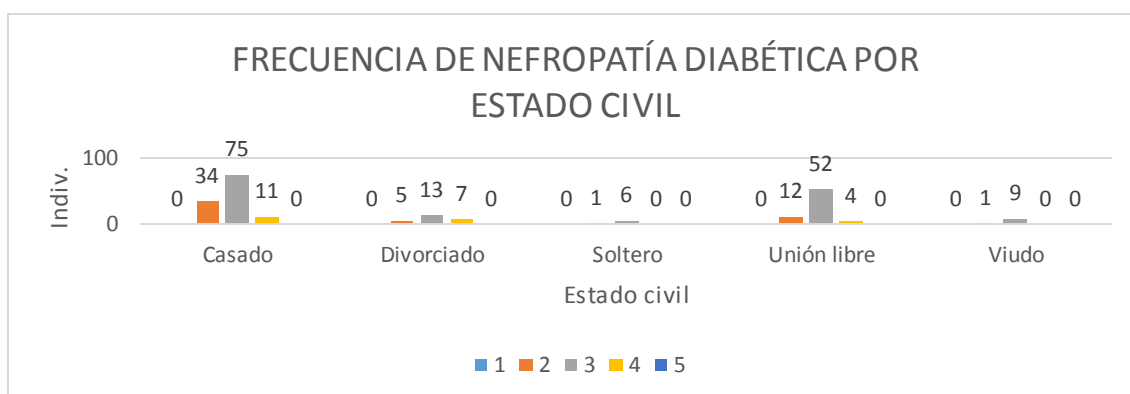 FRECUENCIA DE NEFROPATÍA DIABÉTICA POR
ESTADO CIVIL
Indiv.
100
0
0 34 75 11 0
0 5 13 7 0
0 1 6 0 0
0 12 52 4 0
0 1 9 0 0
Casado Divorciado Soltero Unión libre Viudo
Estado civil
1 2 3 4 5